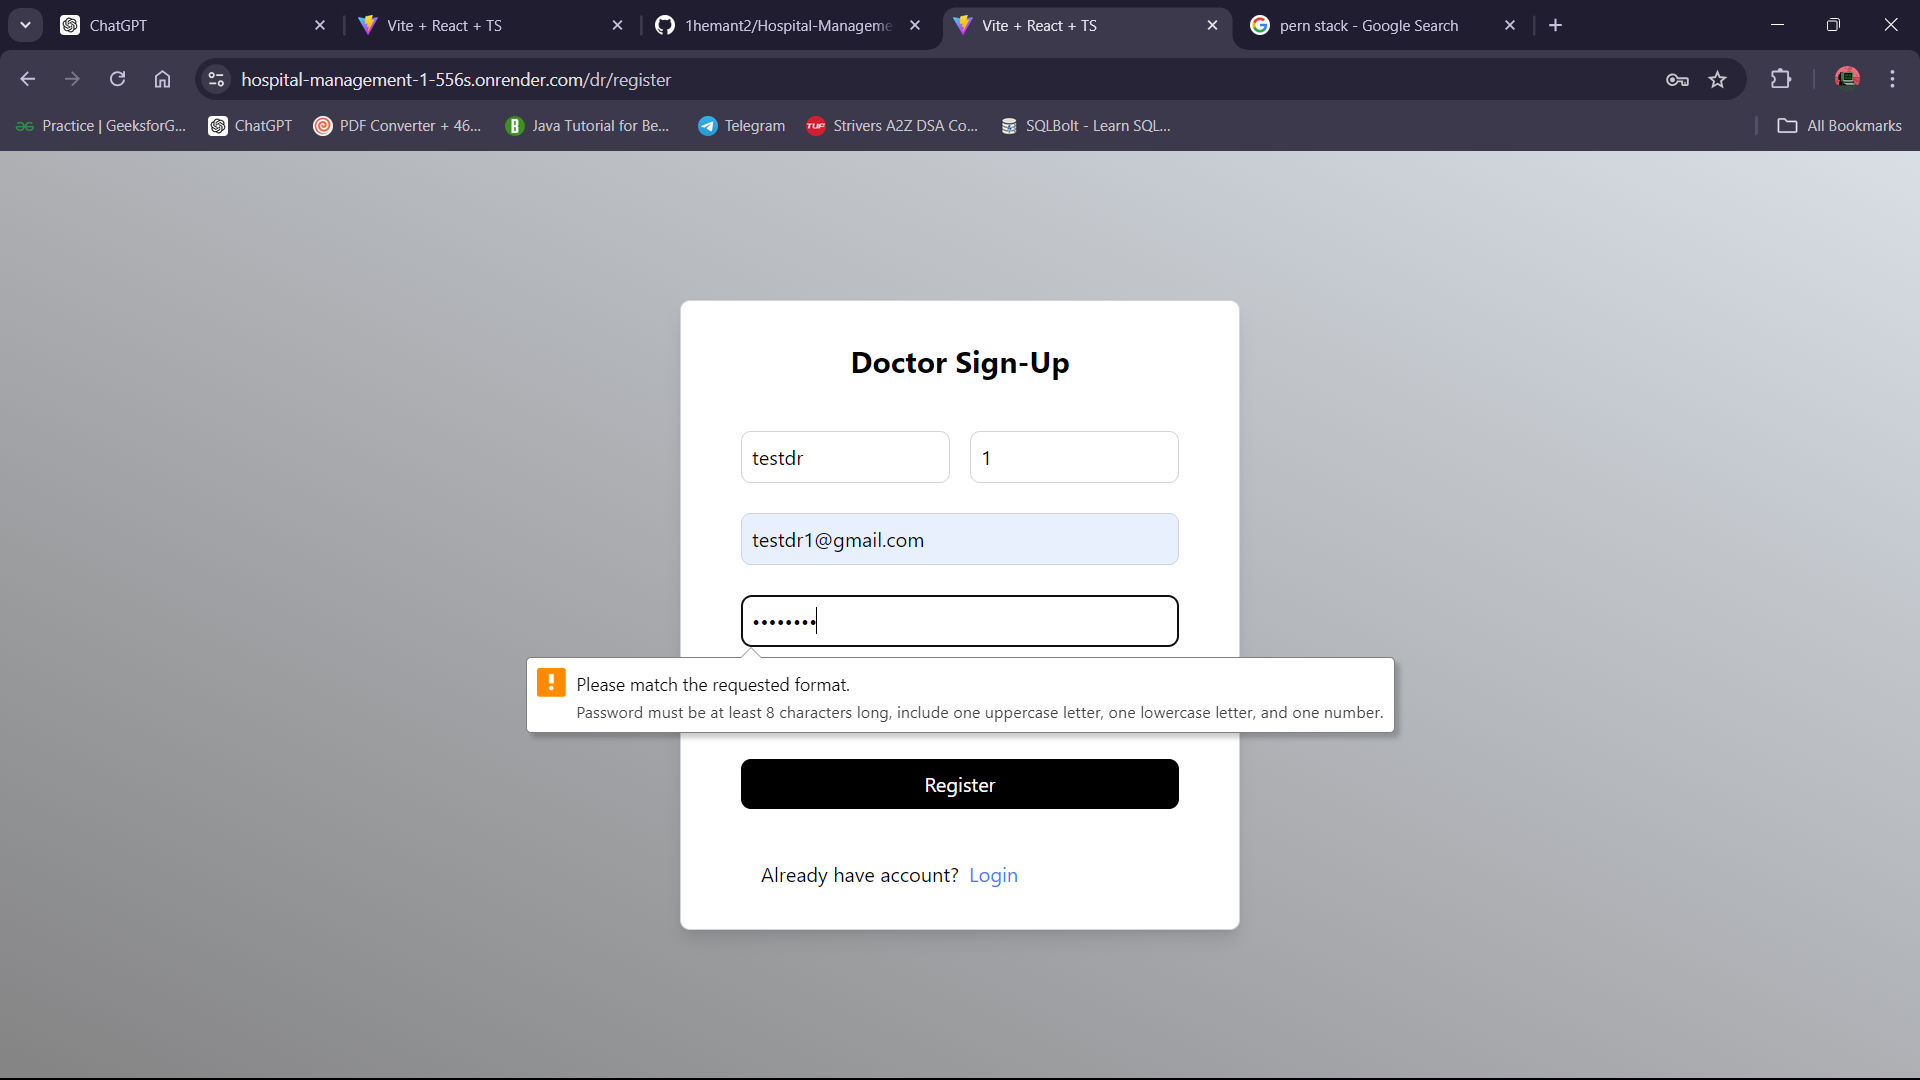 ChatGPT
Vite + React + TS
1hemant2/Hospital-Manageme
Vite + React + TS
pern stack - Google Search
hospital-management-1-556s.onrender.com/dr/register
Practice | GeeksforG...
ChatGPT
PDF Converter + 46...
Java Tutorial for Be...
Telegram
TUF
Strivers A2Z DSA Co...
SQLBolt - Learn SQL...
All Bookmarks
Doctor Sign-Up
testdr
1
testdr1@gmail.com
••••••••
Please match the requested format.
Password must be at least 8 characters long, include one uppercase letter, one lowercase letter, and one number.
Register
Already have account? Login